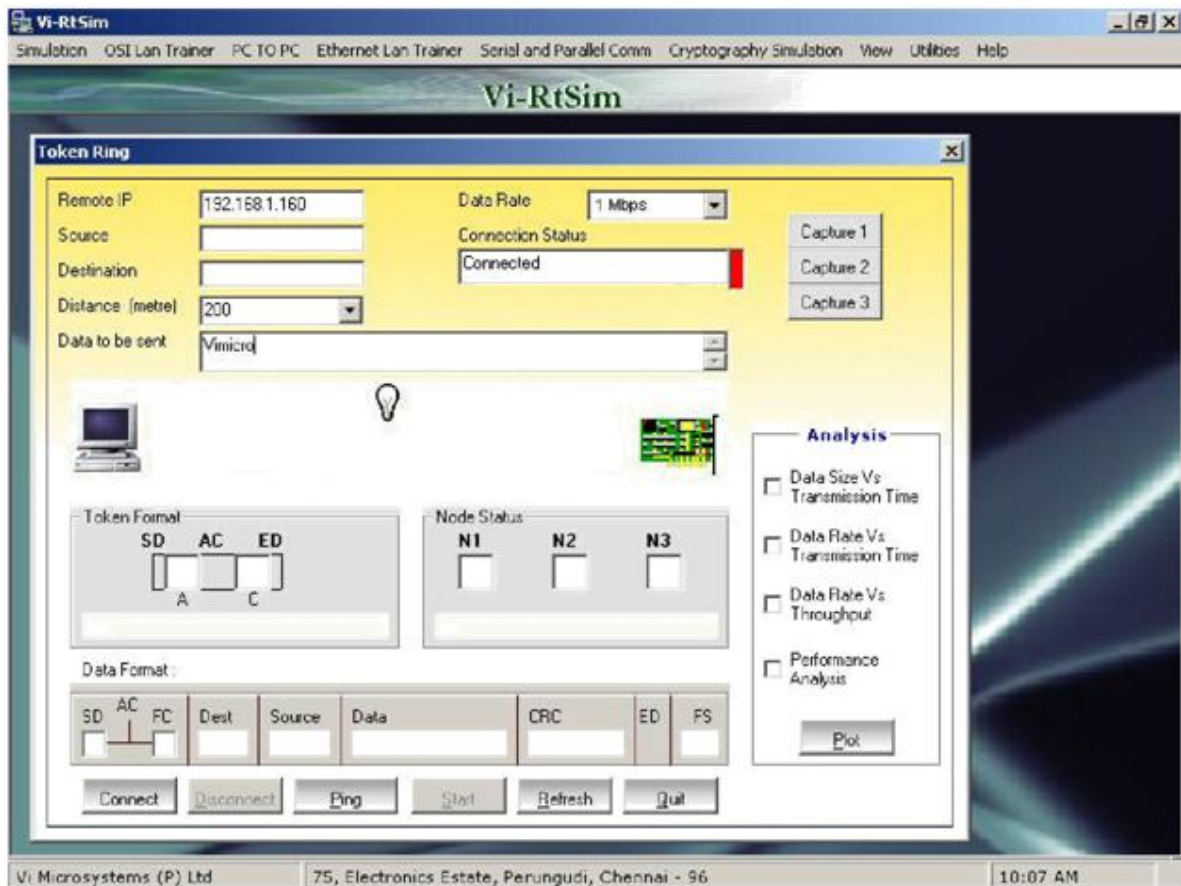 Vi-RtSim
Simulation OSI Lan Trainer PC TO PC Ethernet Lan Trainer Serial and Parallel Comm Cryptography Simulation View Utilities Help
Vi-RtSim
Token Ring
Remote IP 192.168.1.160 Data Rate 1 Mbps
Source Connection Status Capture 1
Destination Connected Capture 2
Distance (metre) 200 Capture 3
Data to be sent Vimicro
Analysis
Data Size Vs
Transmission Time
Data Rate Vs
Transmission Time
Data Rate Vs
Throughput
Performance
Analysis
Plot
Token Format
SD AC ED
A C
Node Status
N1 N2 N3
Data Format :
SD AC FC Dest Source Data CRC ED FS
Connect Disconnect Ping Start Refresh Quit
Vi Microsystems (P) Ltd 75, Electronics Estate, Perungudi, Chennai - 96 10:07 AM